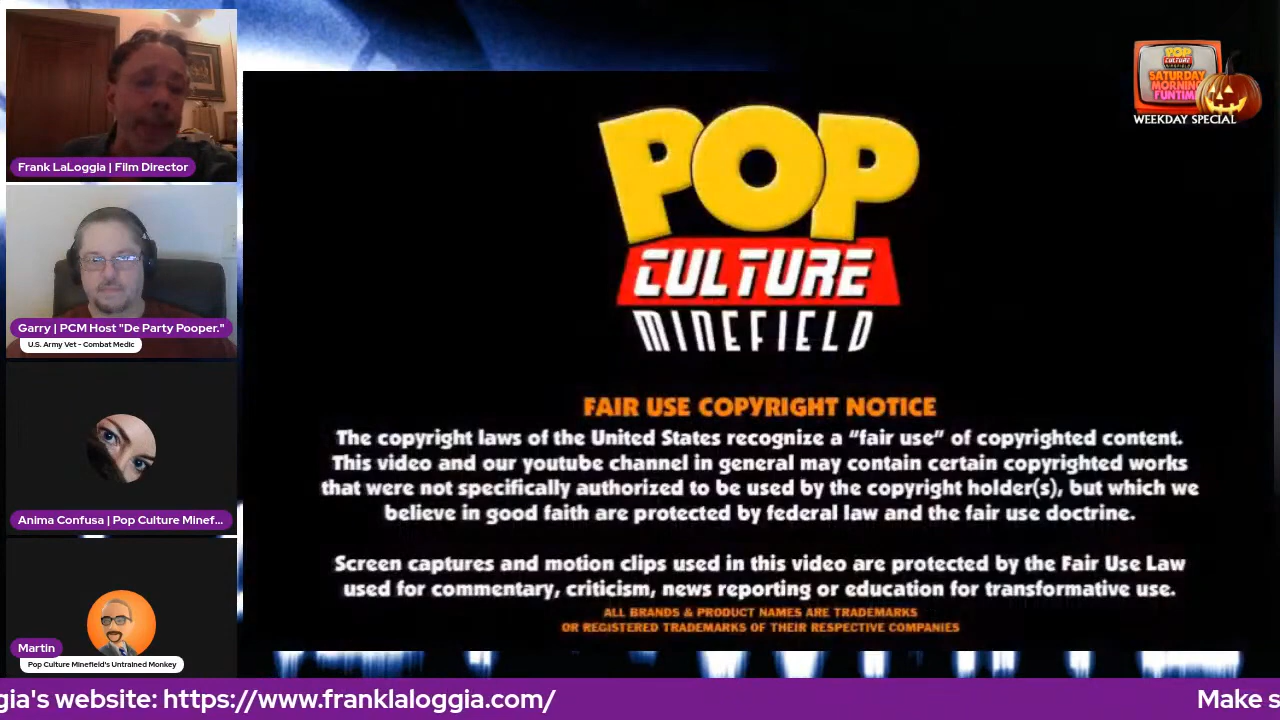 Frank LaLoggia | Film Director
Garry | PCM Host "De Party Pooper."
U.S. Army Vet - Combat Medic
Anima Confusa | Pop Culture Minef...
Martin
Pop Culture Minefield's Untrained Monkey
POP
CULTURE
MINEFIELD
FAIR USE COPYRIGHT NOTICE
The copyright laws of the United States recognize a “fair use” of copyrighted content.
This video and our youtube channel in general may contain certain copyrighted works
that were not specifically authorized to be used by the copyright holder(s), but which we
believe in good faith are protected by federal law and the fair use doctrine.
Screen captures and motion clips used in this video are protected by the Fair Use Law
used for commentary, criticism, news reporting or education for transformative use.
ALL BRANDS & PRODUCT NAMES ARE TRADEMARKS
OR REGISTERED TRADEMARKS OF THEIR RESPECTIVE COMPANIES
POP
CULTURE
MINEFIELD
SATURDAY
MORNING
FUNTIM
WEEKDAY SPECIAL
gia's website: https://www.franklaloggia.com/
Make s